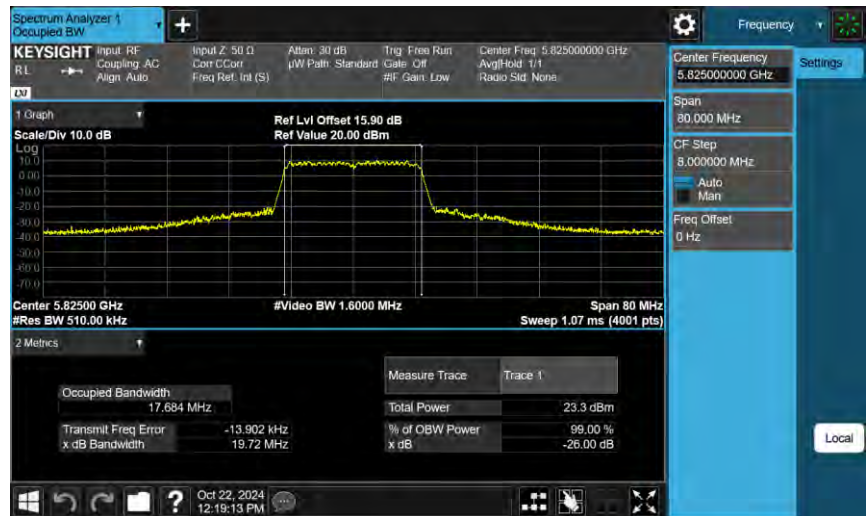 Spectrum Analyzer 1
Occupied BW
+
Frequency
KEYSIGHT
RL
LXI
Input: RF
Coupling: AC
Align: Auto
Input Z: 50 Ω
Corr CCorr
Freq Ref: Int (S)
Atten: 30 dB
µW Path: Standard
Trig: Free Run
Gate: Off
#IF Gain: Low
Center Freq: 5.825000000 GHz
Avg|Hold: 1/1
Radio Std: None
Center Frequency
5.825000000 GHz
Settings
Span
80.000 MHz
CF Step
8.000000 MHz
Auto
Man
Freq Offset
0 Hz
1 Graph
Scale/Div 10.0 dB
Ref Lvl Offset 15.90 dB
Ref Value 20.00 dBm
Log
10.0
0.00
-10.0
-20.0
-30.0
-40.0
-50.0
-60.0
-70.0
Center 5.82500 GHz
#Video BW 1.6000 MHz
Span 80 MHz
#Res BW 510.00 kHz
Sweep 1.07 ms (4001 pts)
2 Metrics
Measure Trace Trace 1
Occupied Bandwidth
17.684 MHz
Total Power 23.3 dBm
Transmit Freq Error -13.902 kHz
% of OBW Power 99.00 %
x dB Bandwidth 19.72 MHz
x dB -26.00 dB
Local
?
Oct 22, 2024
12:19:13 PM